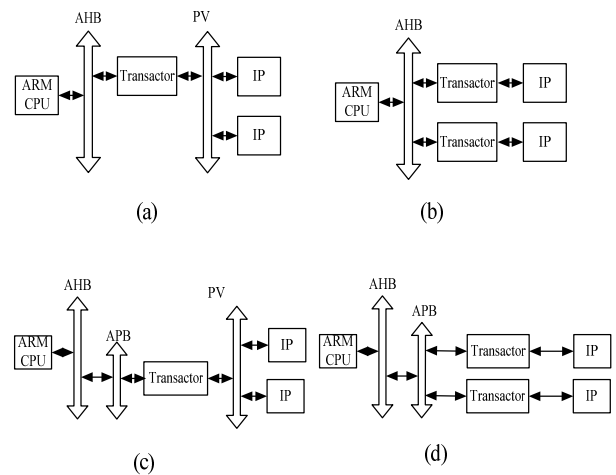 AHB
PV
ARM
CPU
Transactor
IP
IP
(a)
AHB
ARM
CPU
Transactor
IP
Transactor
IP
(b)
AHB
APB
PV
ARM
CPU
Transactor
IP
IP
(c)
AHB
APB
ARM
CPU
Transactor
IP
Transactor
IP
(d)